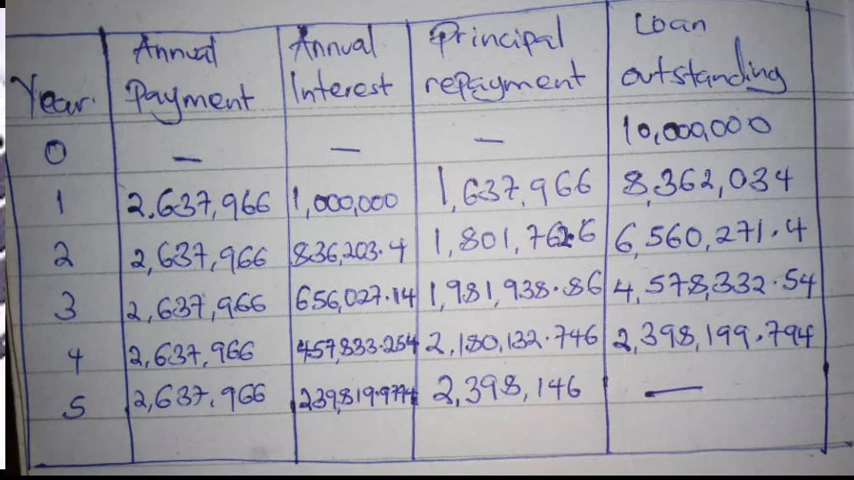 Year. Annual Payment Annual Interest Principal repayment Loan outstanding
0 — — — 10,000,000
1 2.637,966 1,000,000 1,637,966 8,362,034
2 2,637,966 836,203.4 1,801,762.6 6,560,271.4
3 2,637,966 656,027.14 1,981,938.86 4,578,332.54
4 2,637,966 457,833.254 2,180,132.746 2,398,199.794
5 2,637,966 239,819.9794 2,398,146 —